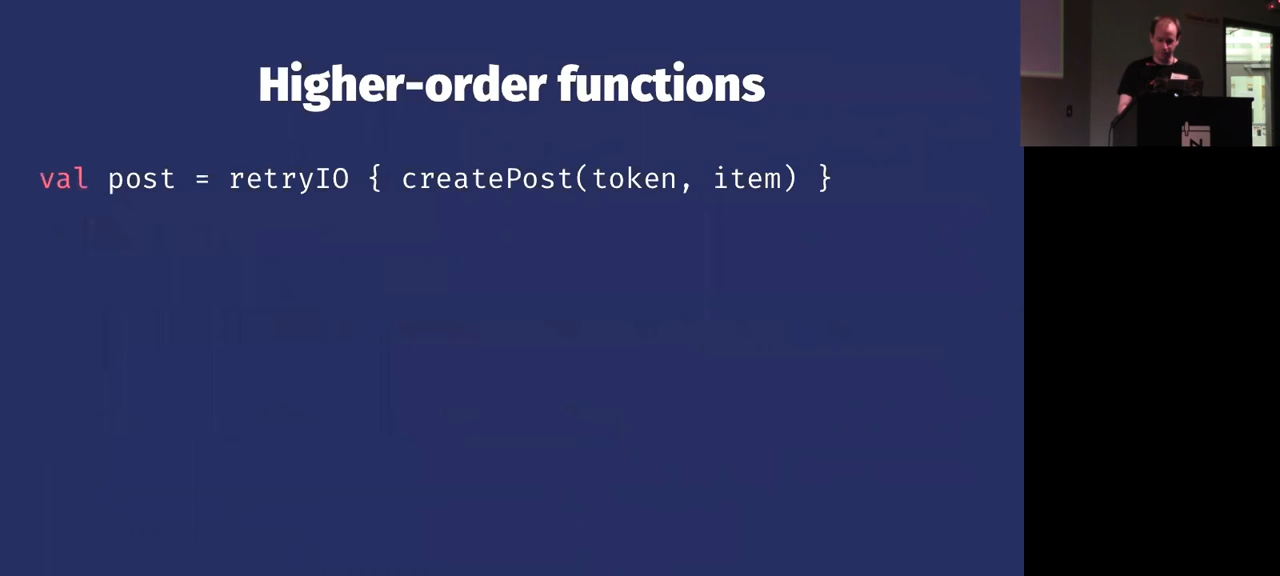 Higher-order functions
val post = retryIO { createPost(token, item) }